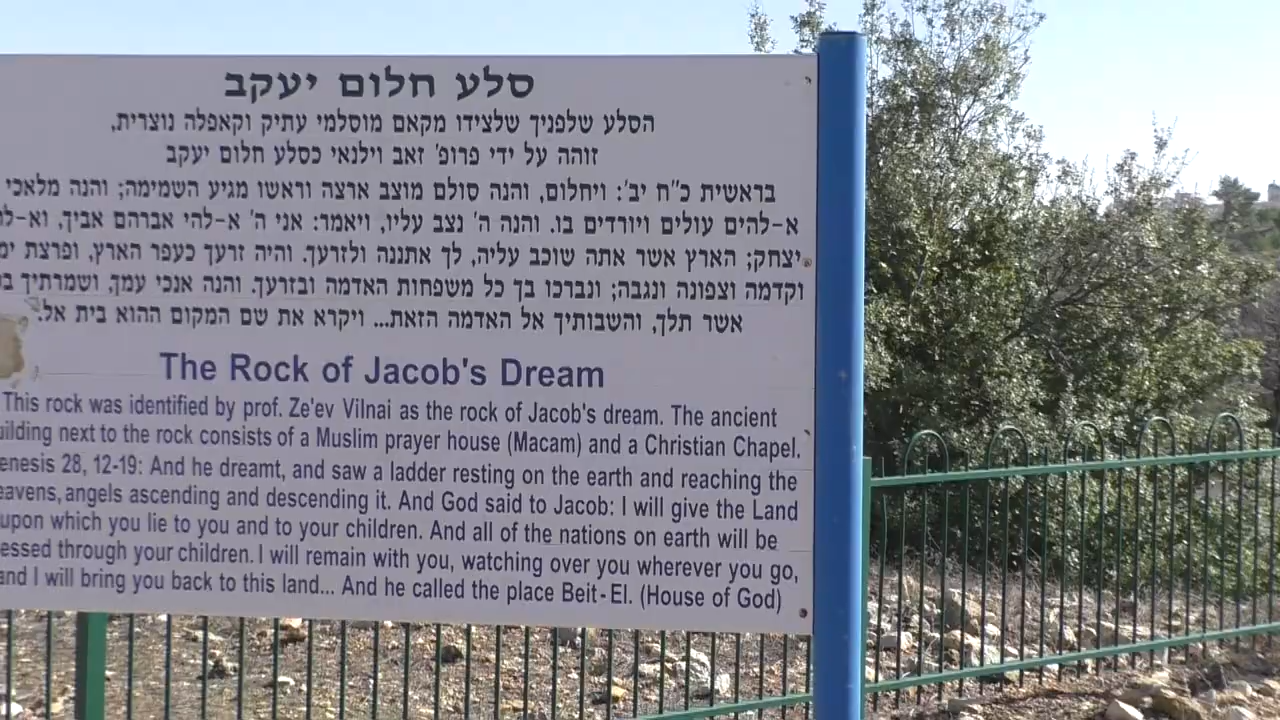 סלע חלום יעקב
הסלע שלפניך שלצידו מקאם מוסלמי עתיק וקאפלה נוצרית,
זוהה על ידי פרופ' זאב וילנאי כסלע חלום יעקב
בראשית כ"ח יב': ויחלום, והנה סולם מוצב ארצה וראשו מגיע השמימה; והנה מלאכי
א-להים עולים ויורדים בו. והנה ה' נצב עליו, ויאמר: אני ה' א-להי אברהם אביך,
יצחק; הארץ אשר אתה שוכב עליה, לך אתננה ולזרעך. והיה זרעך כעפר הארץ, ופרצת
וקדמה וצפונה ונגבה; ונברכו בך כל משפחות האדמה ובזרעך. והנה אנכי עמך, ושמרתיך
אשר תלך, והשבותיך אל האדמה הזאת... ויקרא את שם המקום ההוא בית אל.
The Rock of Jacob's Dream
This rock was identified by prof. Ze'ev Vilnai as the rock of Jacob's dream. The ancient
uilding next to the rock consists of a Muslim prayer house (Macam) and a Christian Chapel.
enesis 28, 12-19: And he dreamt, and saw a ladder resting on the earth and reaching the
eavens, angels ascending and descending it. And God said to Jacob: I will give the Land
upon which you lie to you and to your children. And all of the nations on earth will be
essed through your children. I will remain with you, watching over you wherever you go,
and I will bring you back to this land... And he called the place Beit-El. (House of God)